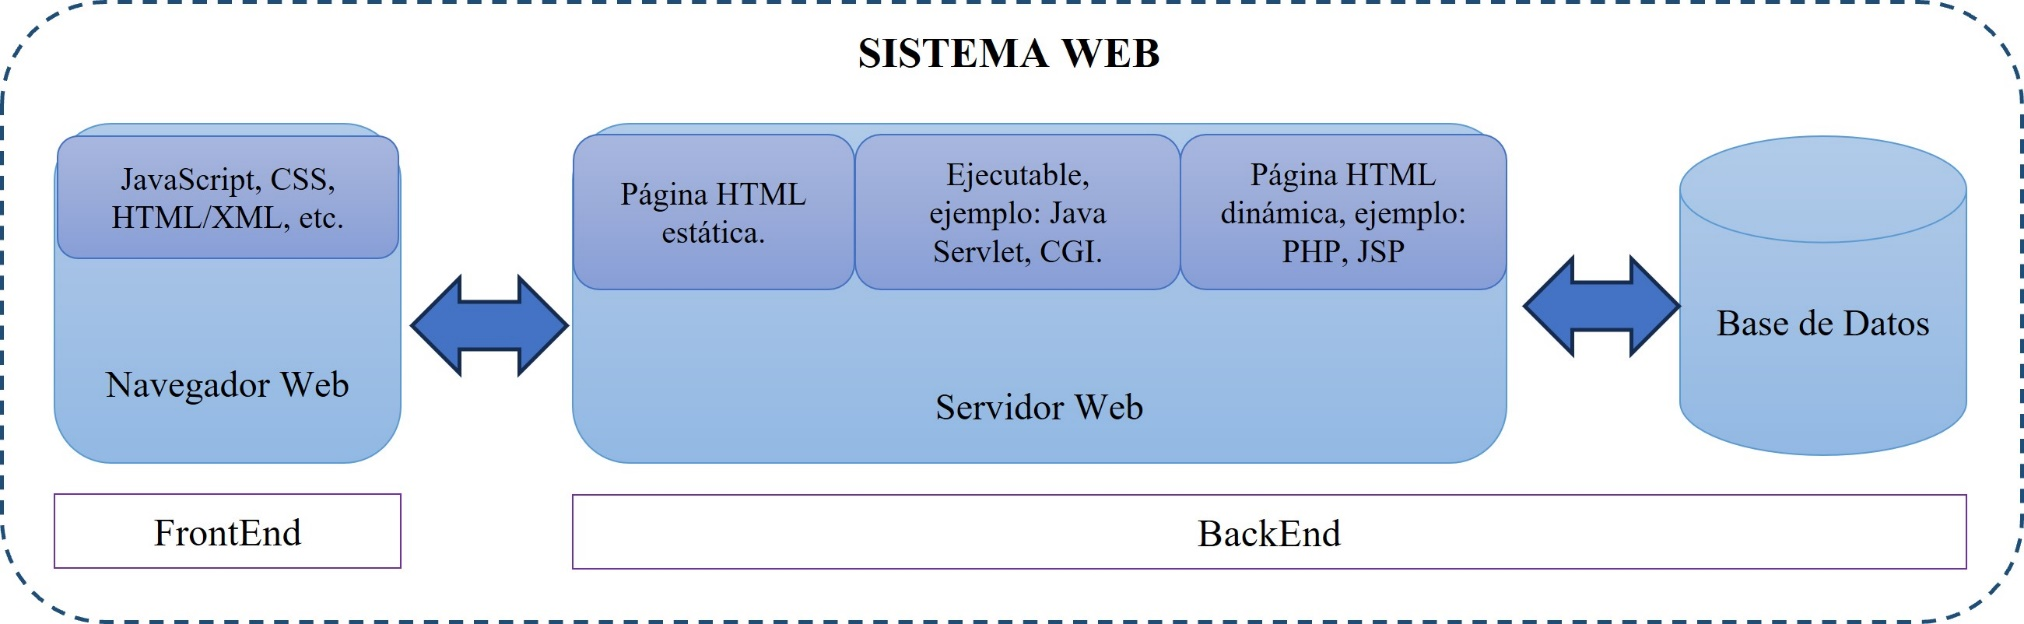 SISTEMA WEB
JavaScript, CSS,
HTML/XML, etc.
Navegador Web
Página HTML
estática.
Ejecutable,
ejemplo: Java
Servlet, CGI.
Página HTML
dinámica, ejemplo:
PHP, JSP
Servidor Web
Base de Datos
FrontEnd
BackEnd